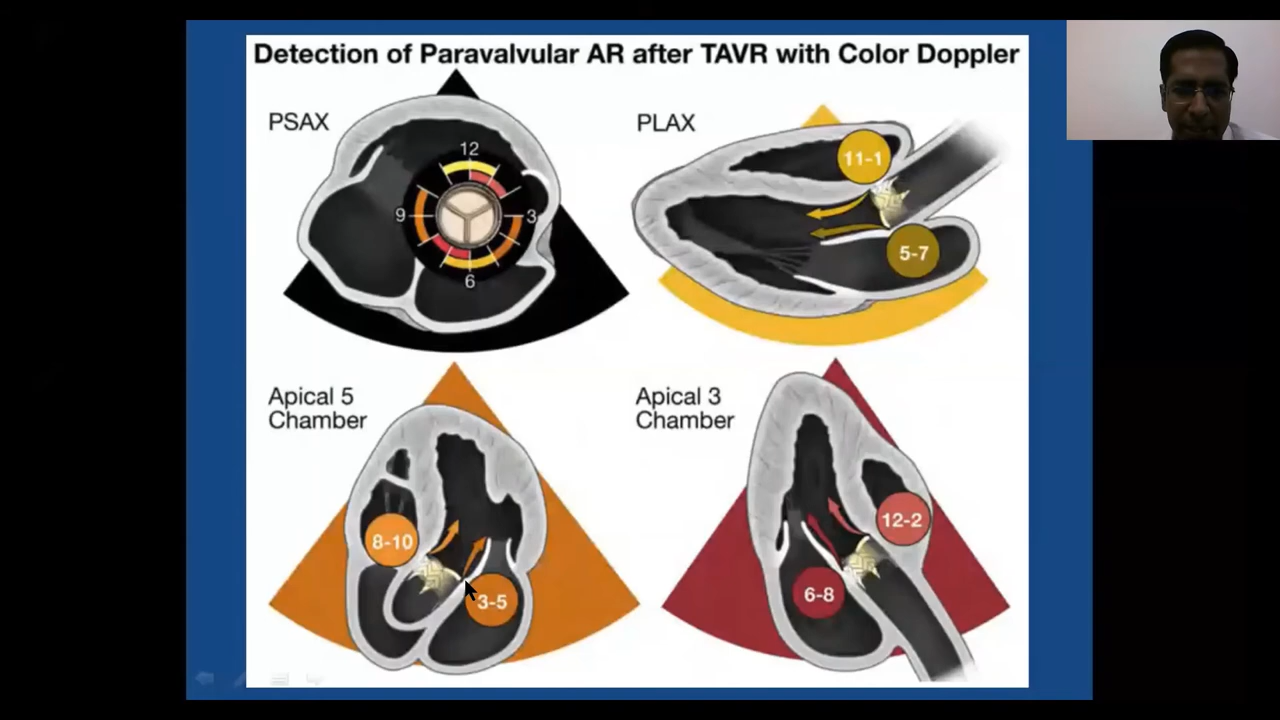 Detection of Paravalvular AR after TAVR with Color Doppler
PSAX
12
9
3
6
PLAX
11-1
5-7
Apical 5
Chamber
8-10
3-5
Apical 3
Chamber
12-2
6-8